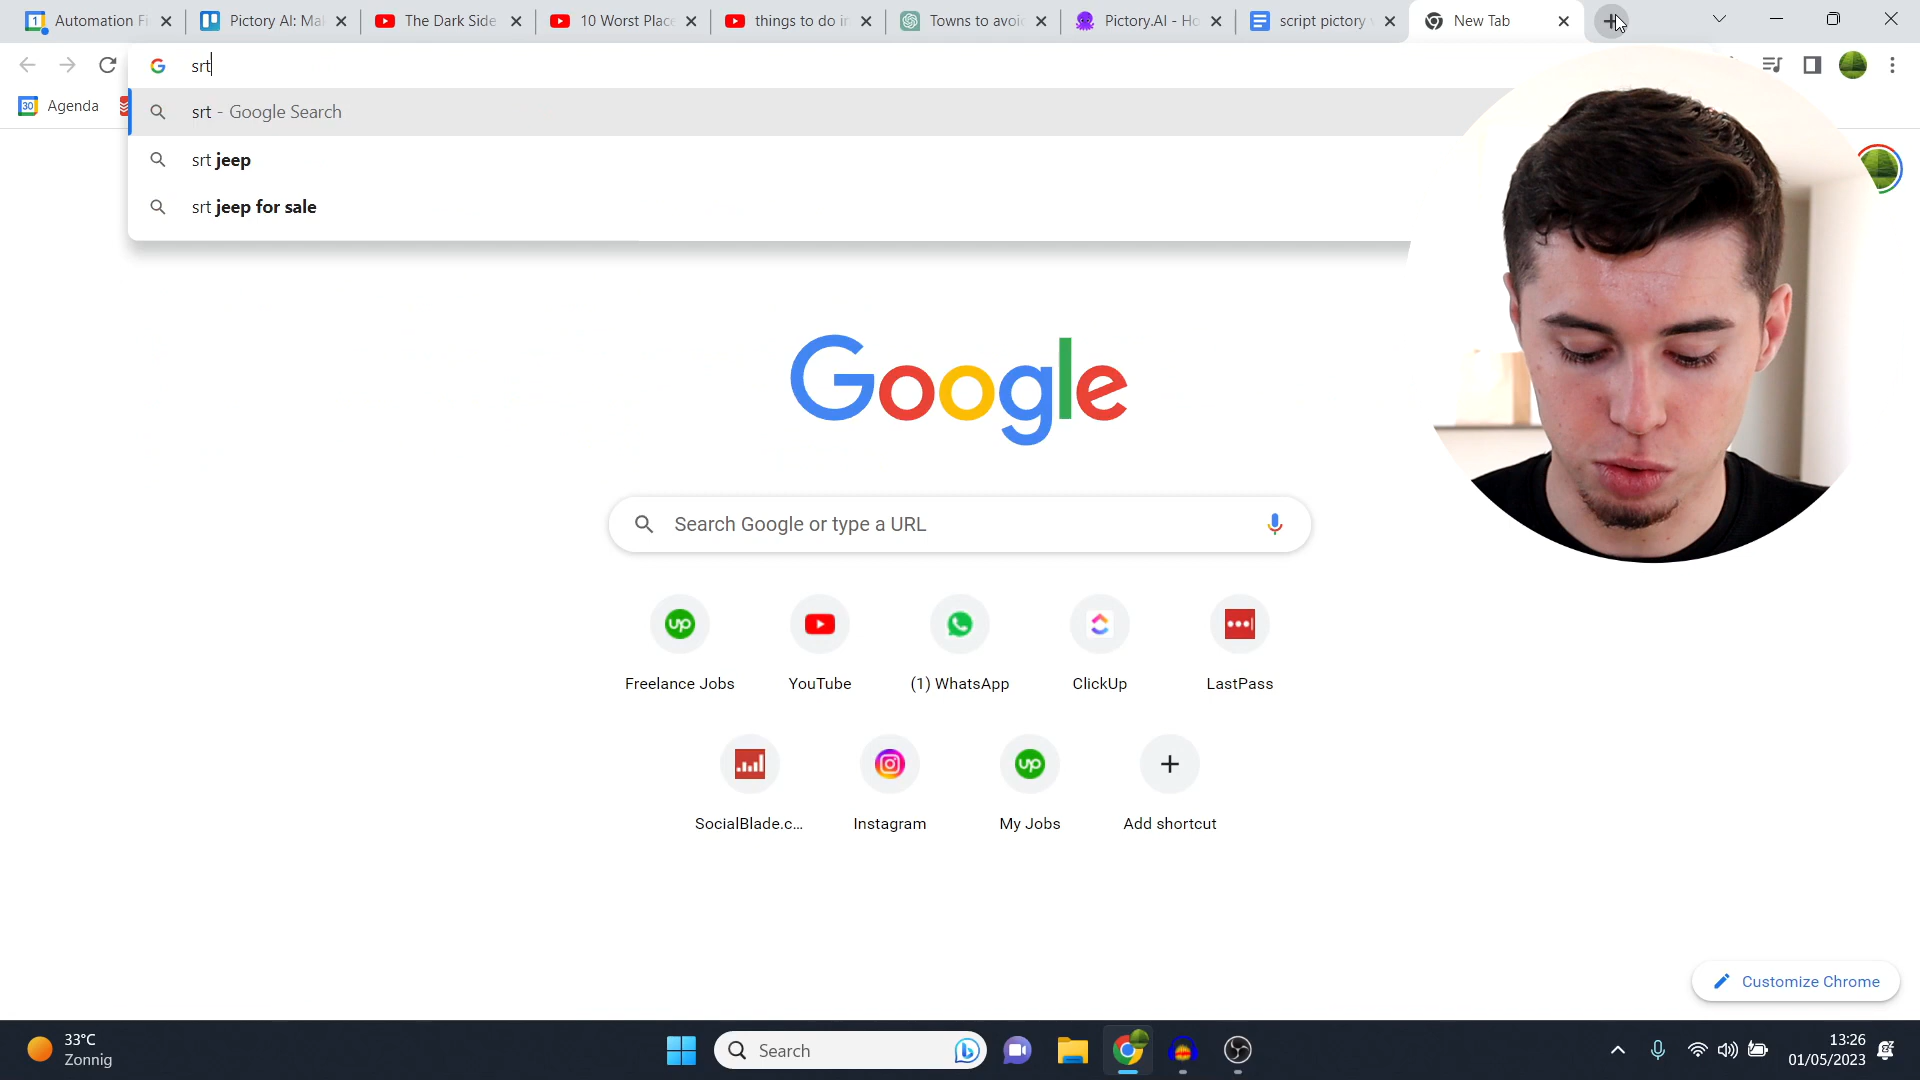 Automation Fi
Pictory AI: Mal
The Dark Side
10 Worst Place
things to do in
Towns to avoid
Pictory.AI - Ho
script pictory v
New Tab
srt
Agenda
srt - Google Search
srt jeep
srt jeep for sale
Google
Search Google or type a URL
Freelance Jobs
YouTube
(1) WhatsApp
ClickUp
LastPass
SocialBlade.c...
Instagram
My Jobs
Add shortcut
Customize Chrome
33°C
Zonnig
Search
13:26
01/05/2023